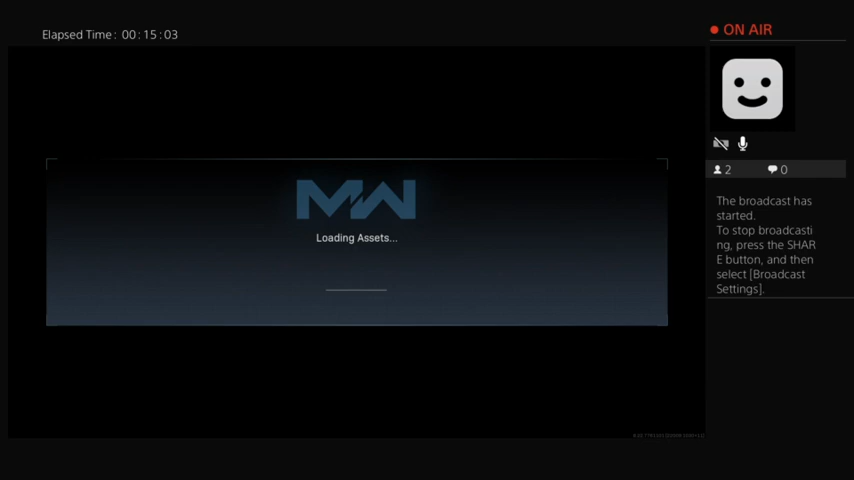 Elapsed Time: 00:15:03
ON AIR
MW
Loading Assets...
2
0
The broadcast has
started.
To stop broadcasti
ng, press the SHAR
E button, and then
select [Broadcast
Settings].